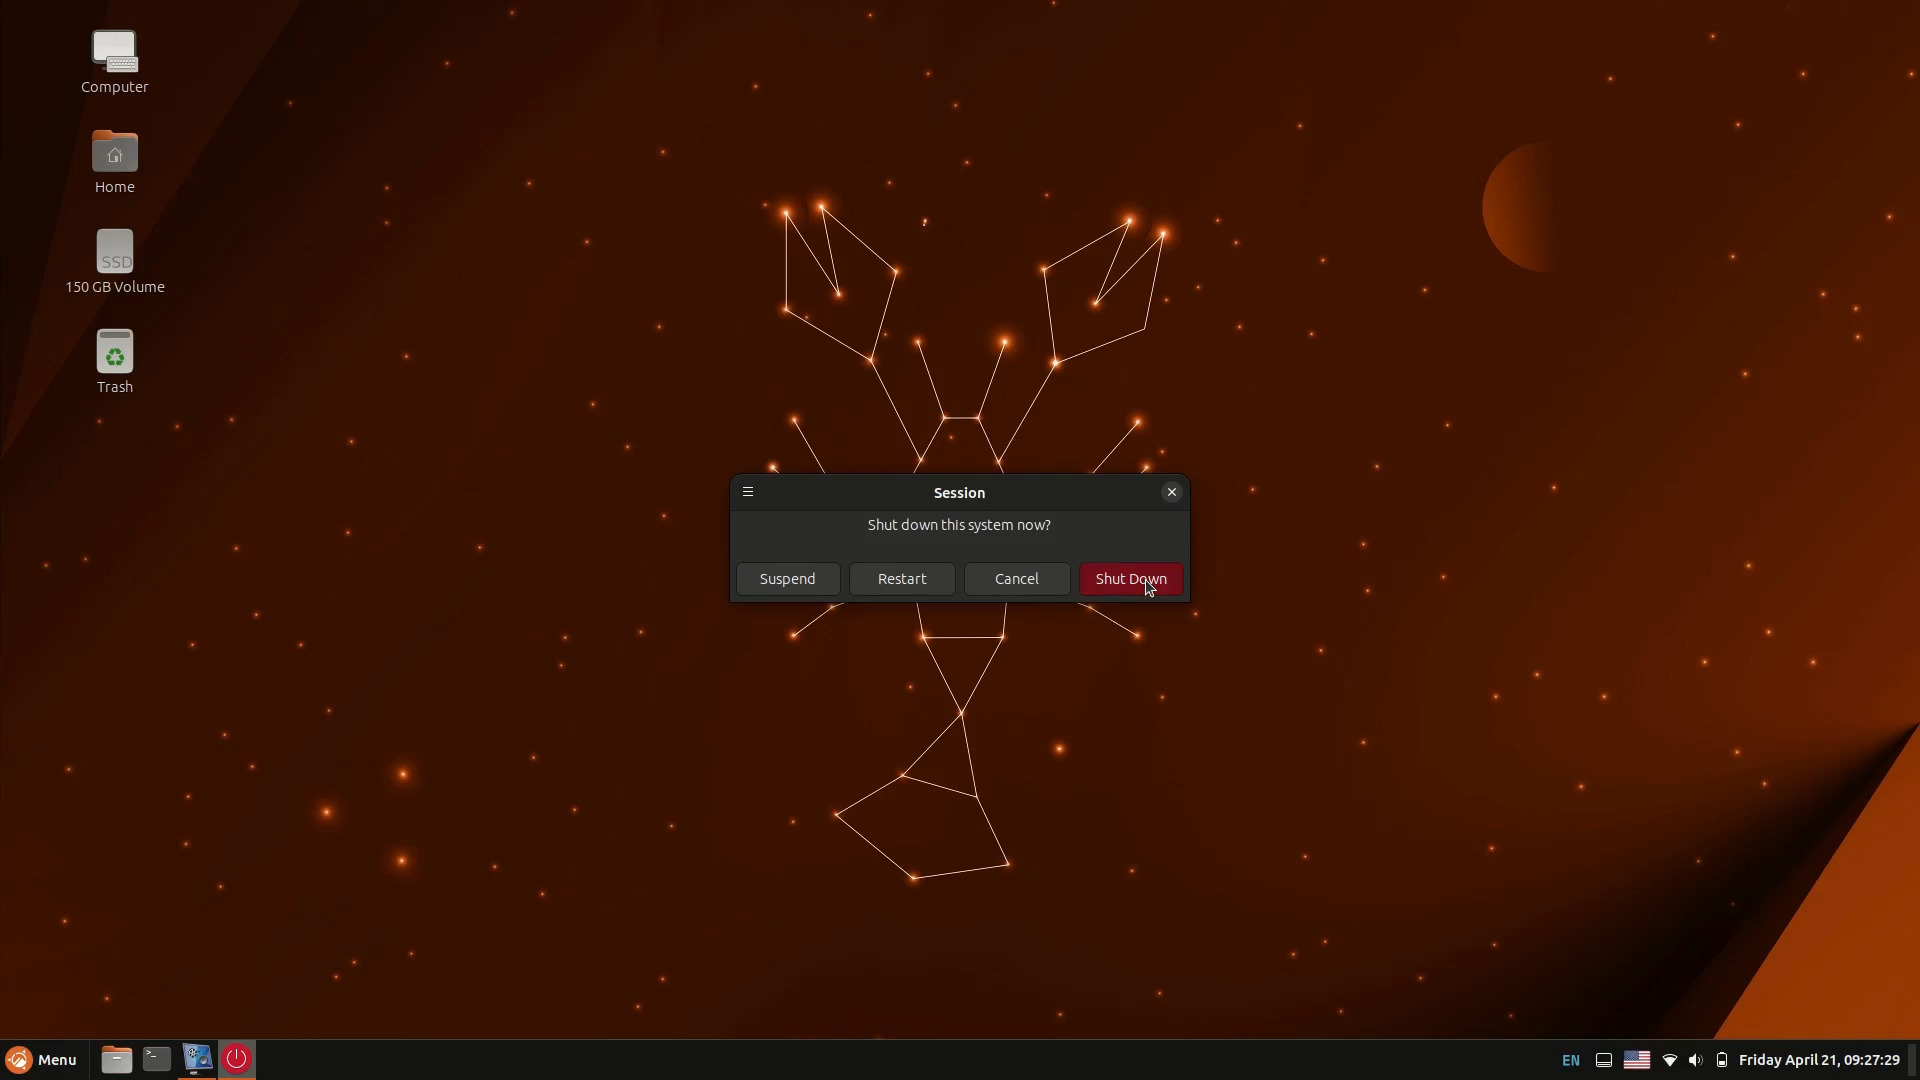 Computer
Home
SSD
150 GB Volume
Trash
Session
Shut down this system now?
Suspend
Restart
Cancel
Shut Down
Menu
>_
EN
Friday April 21, 09:27:29